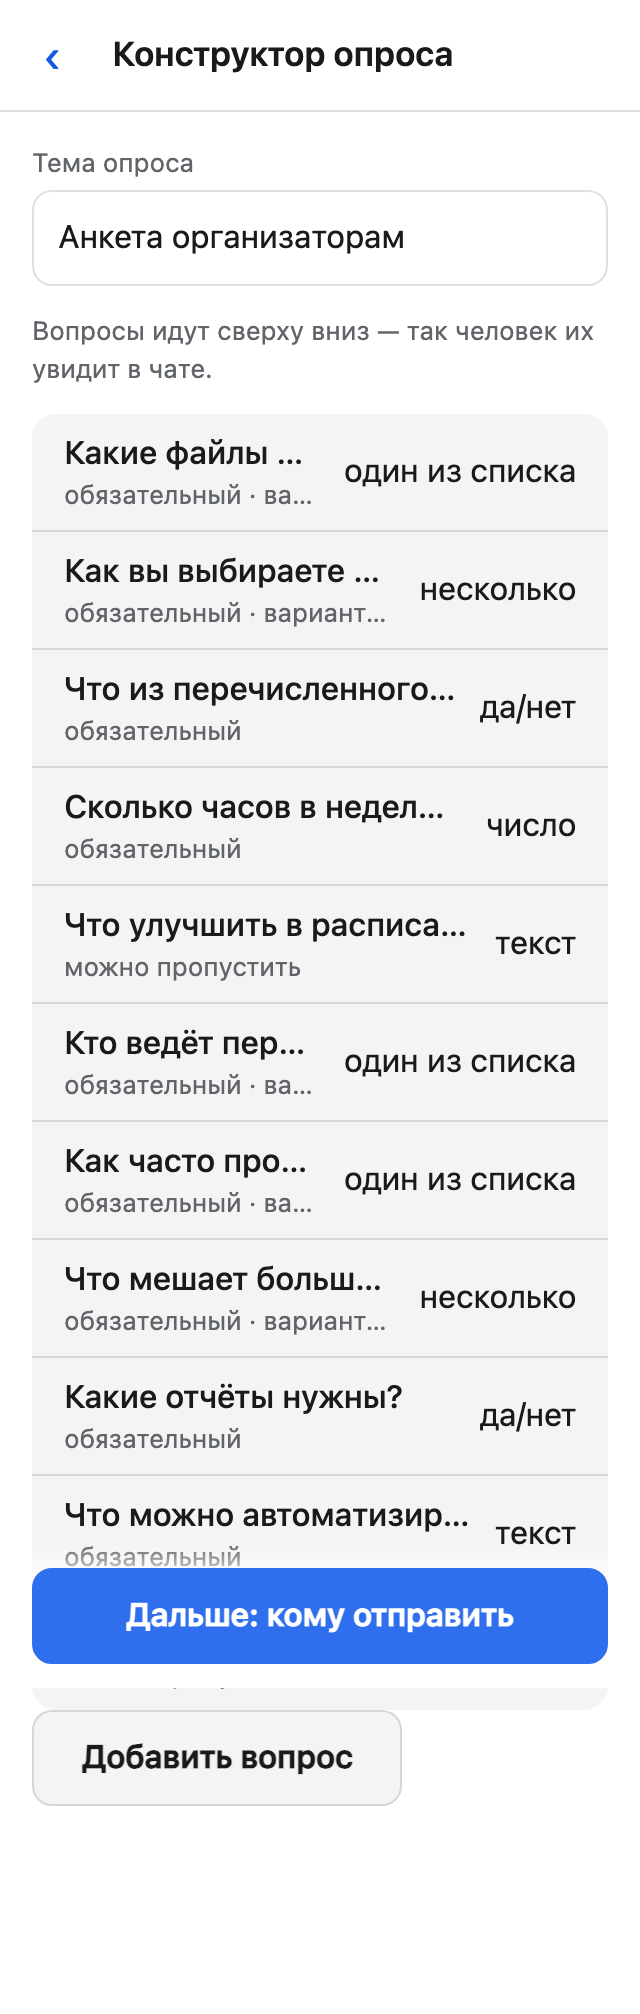 ‹ Конструктор опроса
Тема опроса
Анкета организаторам
Вопросы идут сверху вниз — так человек их
увидит в чате.
Какие файлы ...
один из списка
обязательный · ва...
Как вы выбираете ...
несколько
обязательный · вариант...
Что из перечисленного...
да/нет
обязательный
Сколько часов в недел...
число
обязательный
Что улучшить в расписа...
текст
можно пропустить
Кто ведёт пер...
один из списка
обязательный · ва...
Как часто про...
один из списка
обязательный · ва...
Что мешает больш...
несколько
обязательный · вариант...
Какие отчёты нужны?
да/нет
обязательный
Что можно автоматизир...
текст
обязательный
Дальше: кому отправить
Добавить вопрос